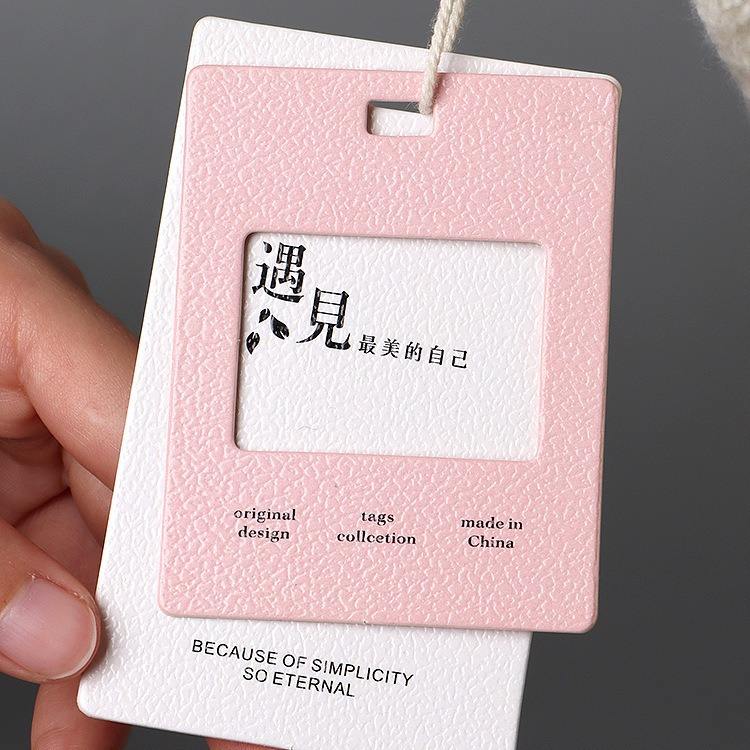 遇見最美的自己
original
design
tags
collcetion
made in
China
BECAUSE OF SIMPLICITY
SO ETERNAL